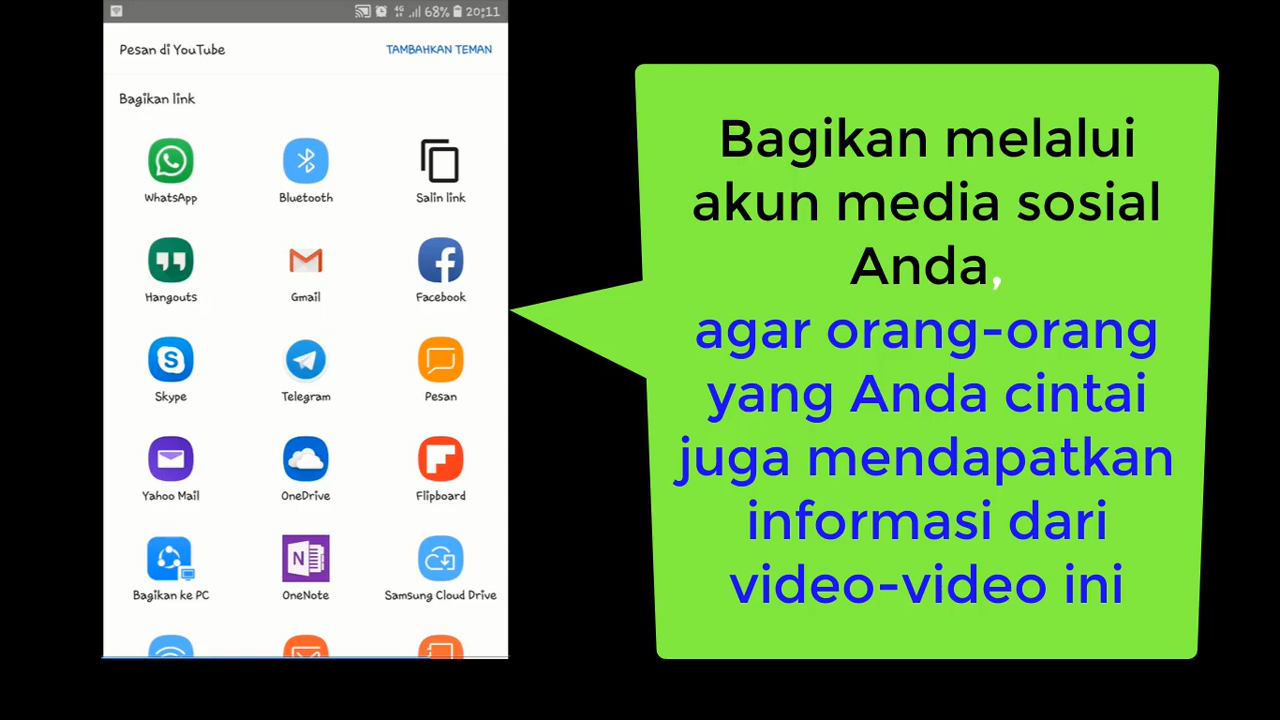 68% 20:11
Pesan di YouTube TAMBAHKAN TEMAN
Bagikan link
WhatsApp Bluetooth Salin link
Hangouts Gmail Facebook
Skype Telegram Pesan
Yahoo Mail OneDrive Flipboard
N
Bagikan ke PC OneNote Samsung Cloud Drive
Bagikan melalui
akun media sosial
Anda,
agar orang-orang
yang Anda cintai
juga mendapatkan
informasi dari
video-video ini